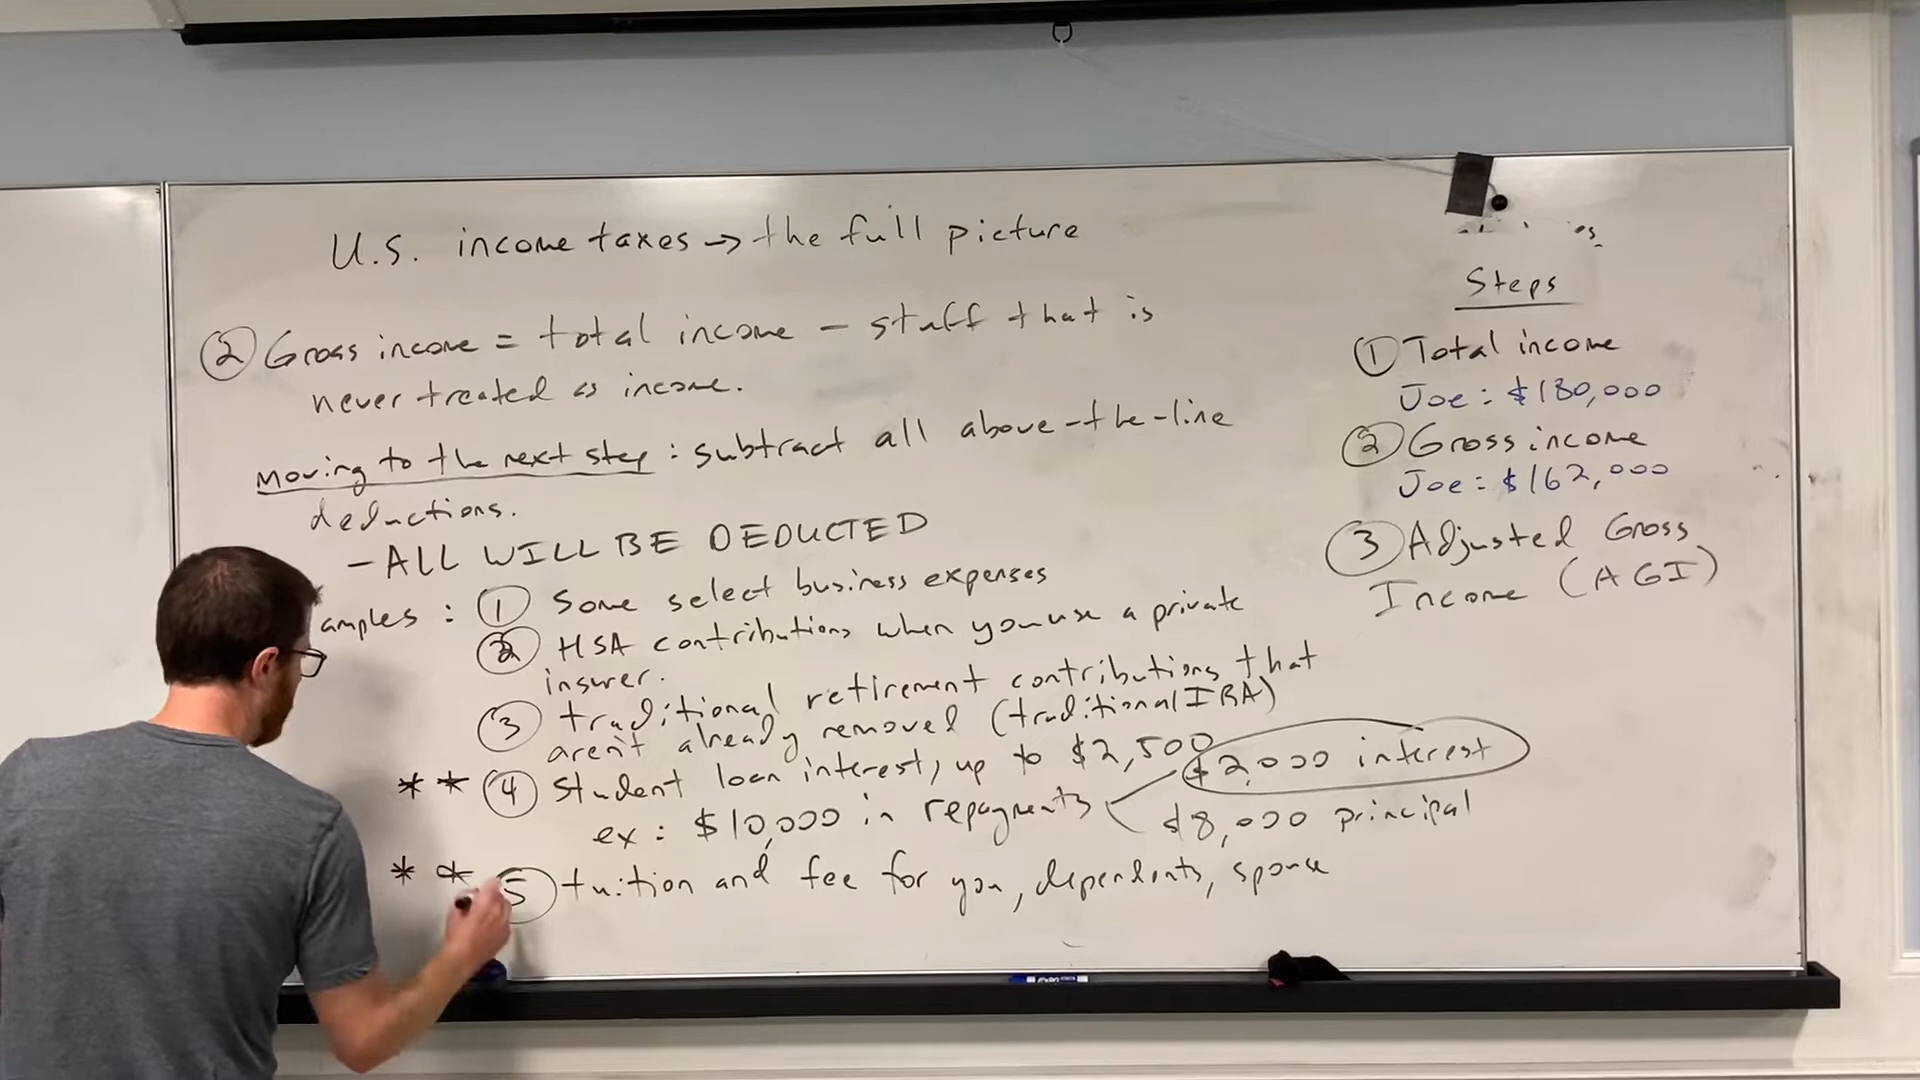 U.S. income taxes → the full picture
② Gross income = total income - stuff that is
never treated as income.
Moving to the next step : subtract all above-the-line
deductions.
- ALL WILL BE DEDUCTED
amples : ① Some select business expenses
② HSA contributions when you use a private
insurer.
③ traditional retirement contributions that
aren't already removed (traditional IRA)
** ④ Student loan interest, up to $2,500
ex : $10,000 in repayments
$2,000 interest
$8,000 principal
** ⑤ tuition and fee for you, dependents, spouse
Steps
① Total income
Joe : $180,000
② Gross income
Joe : $162,000
③ Adjusted Gross
Income (AGI)